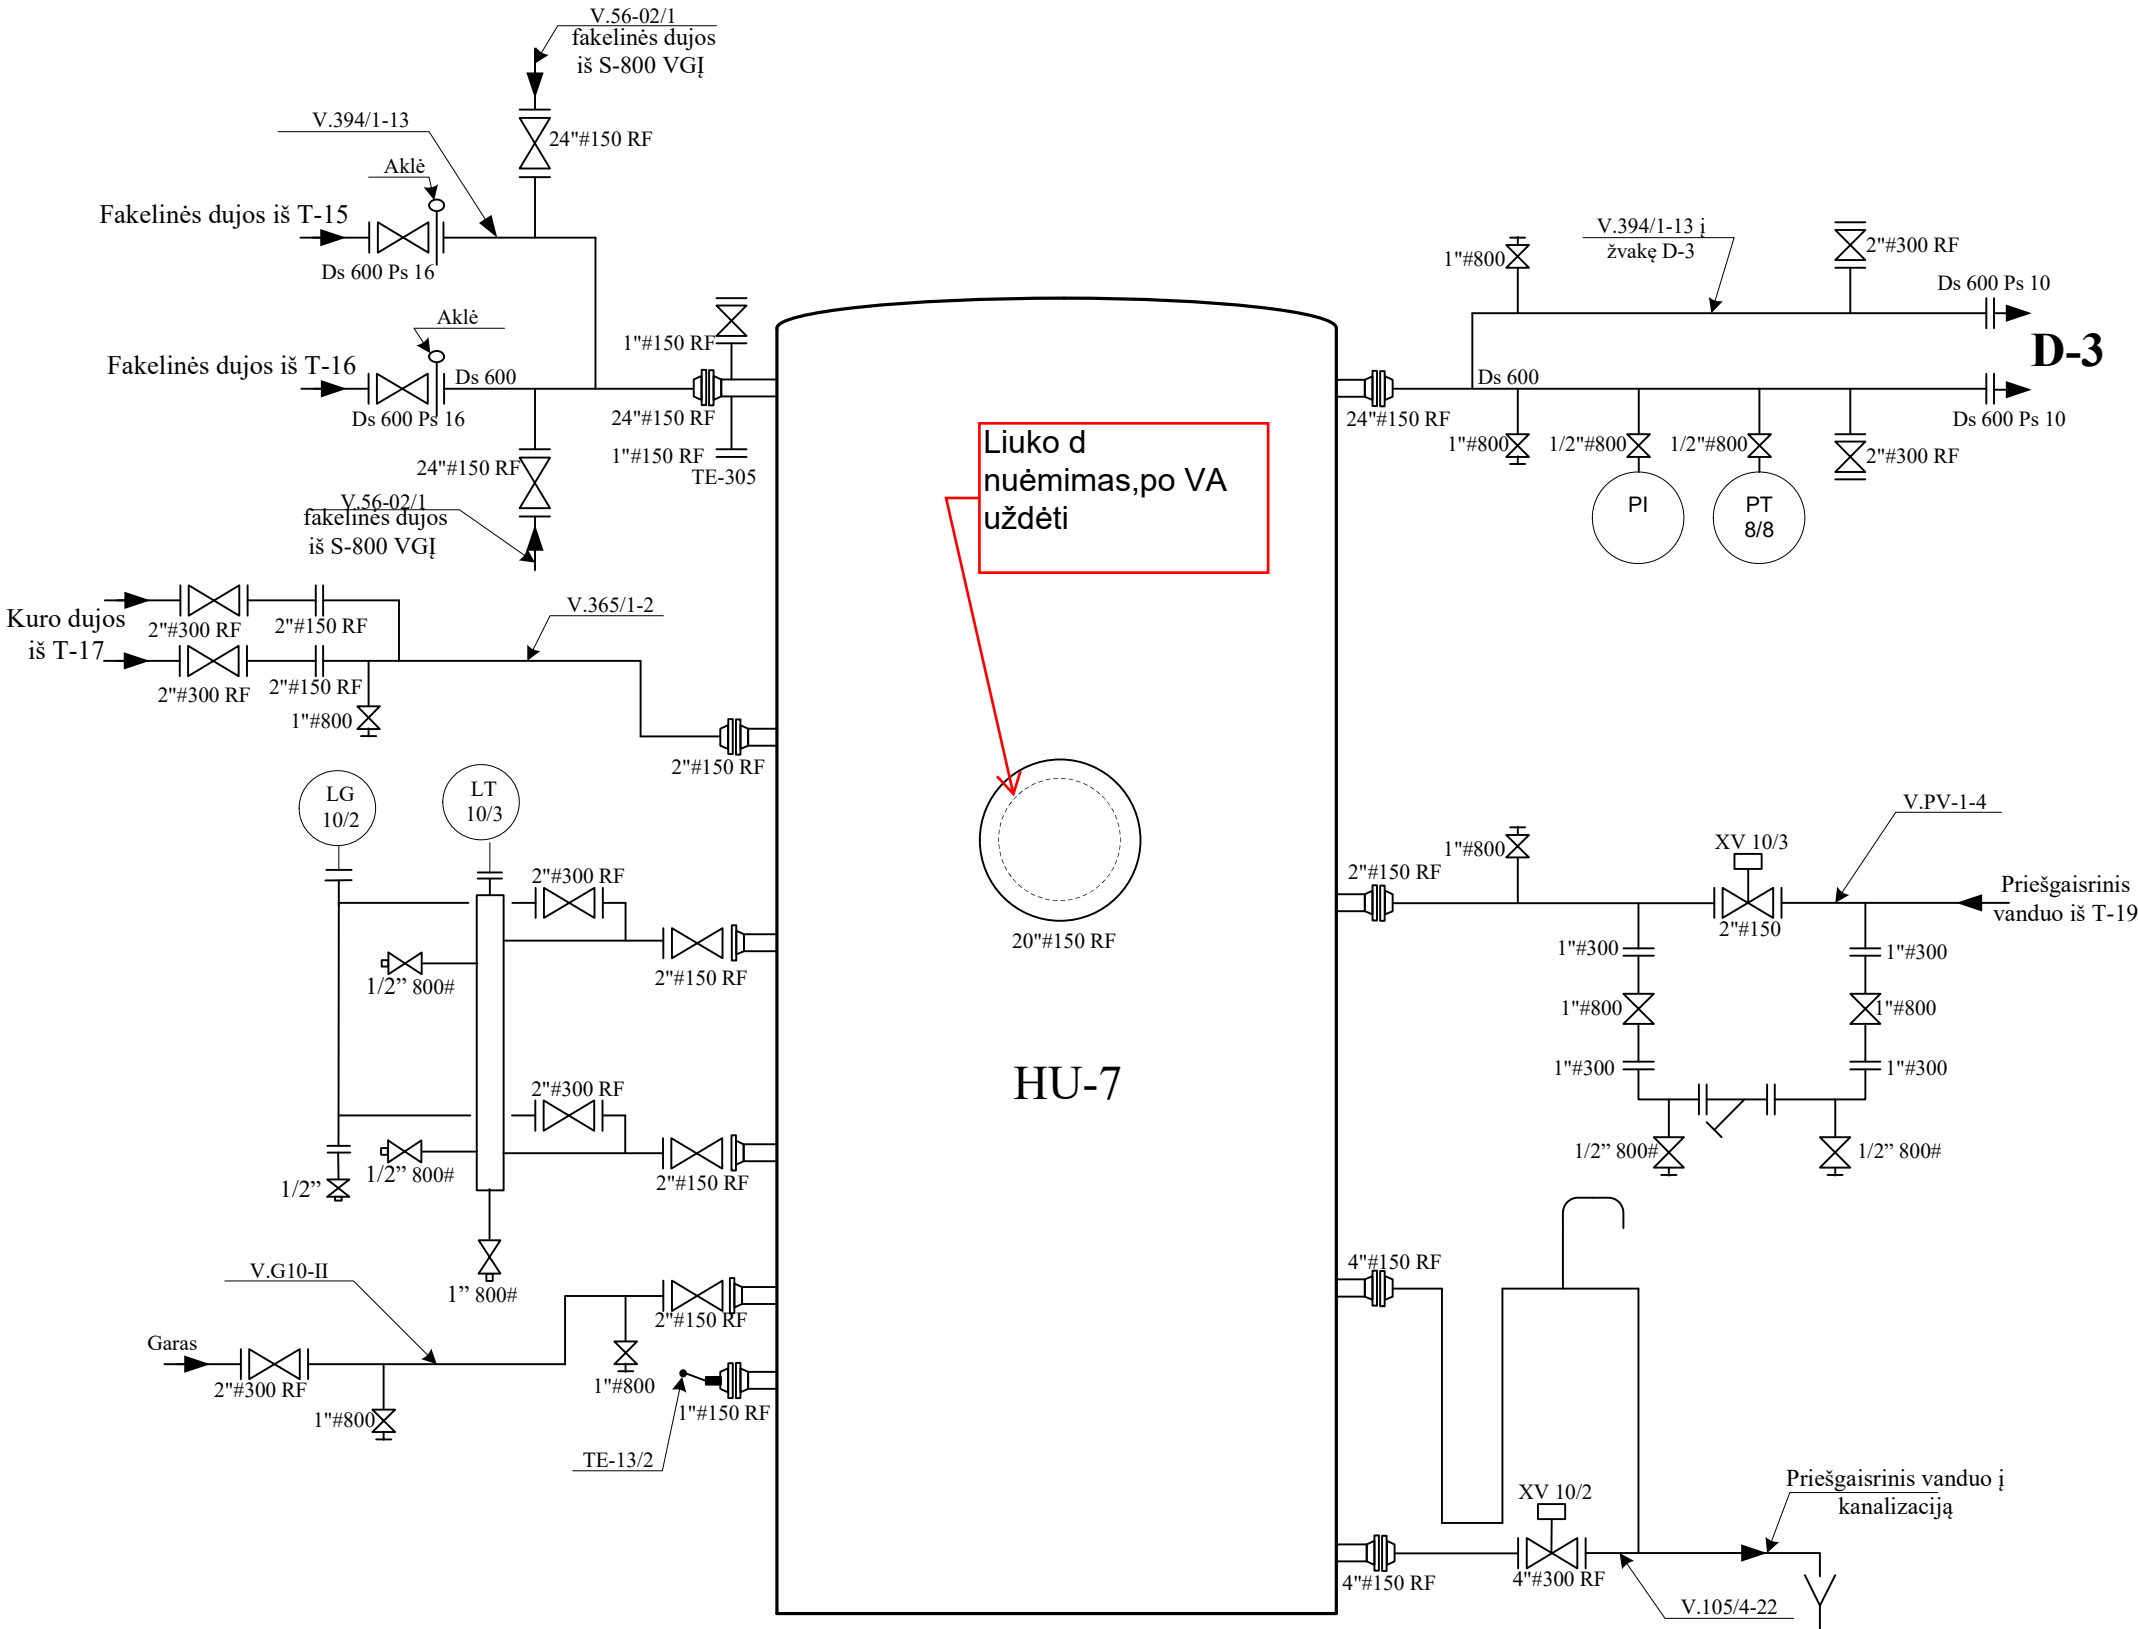 V.56-02/1
fakelinės dujos
iš S-800 VGĮ
V.394/1-13
24"#150 RF
Aklė
Fakelinės dujos iš T-15
Ds 600 Ps 16
Aklė
1"#150 RF
Fakelinės dujos iš T-16
Ds 600
Ds 600 Ps 16
24"#150 RF
24"#150 RF
1"#150 RF
TE-305
V.56-02/1
fakelinės dujos
iš S-800 VGĮ
Kuro dujos
iš T-17
2"#300 RF
2"#150 RF
V.365/1-2
2"#300 RF
2"#150 RF
1"#800
2"#150 RF
LG
10/2
LT
10/3
2"#300 RF
1/2” 800#
2"#150 RF
2"#300 RF
1/2” 800#
1/2”
2"#150 RF
1” 800#
V.G10-II
2"#150 RF
Garas
2"#300 RF
1"#800
1"#800
1"#150 RF
TE-13/2
Liuko d
nuėmimas,po VA
uždėti
20"#150 RF
HU-7
V.394/1-13 į
žvakę D-3
1"#800
2"#300 RF
Ds 600 Ps 10
D-3
Ds 600
24"#150 RF
Ds 600 Ps 10
1"#800
1/2"#800
1/2"#800
2"#300 RF
PI
PT
8/8
V.PV-1-4
XV 10/3
1"#800
2"#150 RF
Priešgaisrinis
vanduo iš T-19
2"#150
1"#300
1"#300
1"#800
1"#800
1"#300
1"#300
1/2” 800#
1/2” 800#
4"#150 RF
XV 10/2
Priešgaisrinis vanduo į
kanalizaciją
4"#150 RF
4"#300 RF
V.105/4-22